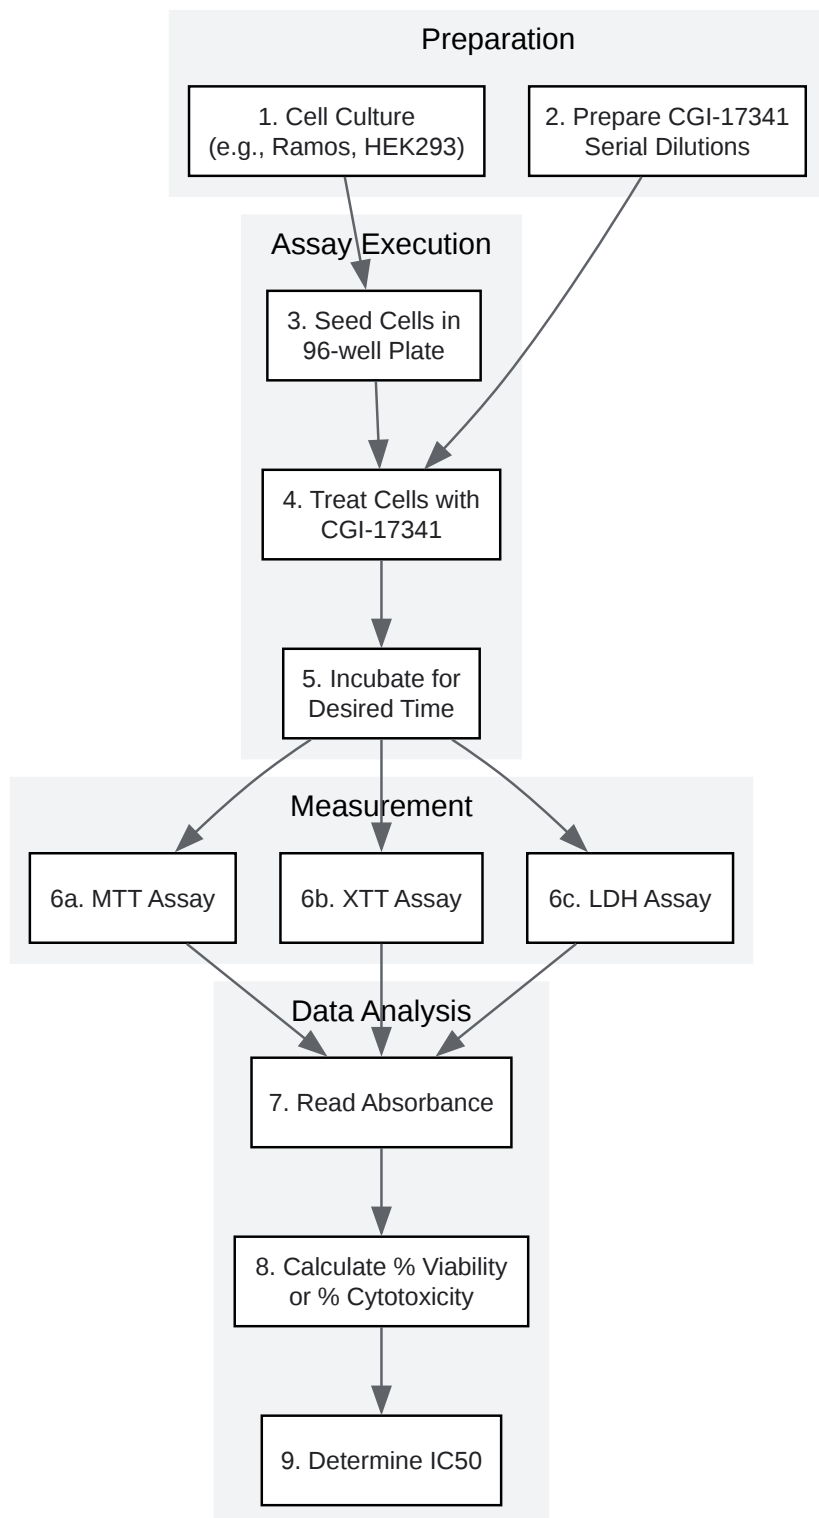 Preparation
1. Cell Culture
(e.g., Ramos, HEK293)
2. Prepare CGI-17341
Serial Dilutions
Assay Execution
3. Seed Cells in
96-well Plate
4. Treat Cells with
CGI-17341
5. Incubate for
Desired Time
Measurement
6a. MTT Assay
6b. XTT Assay
6c. LDH Assay
Data Analysis
7. Read Absorbance
8. Calculate % Viability
or % Cytotoxicity
9. Determine IC50